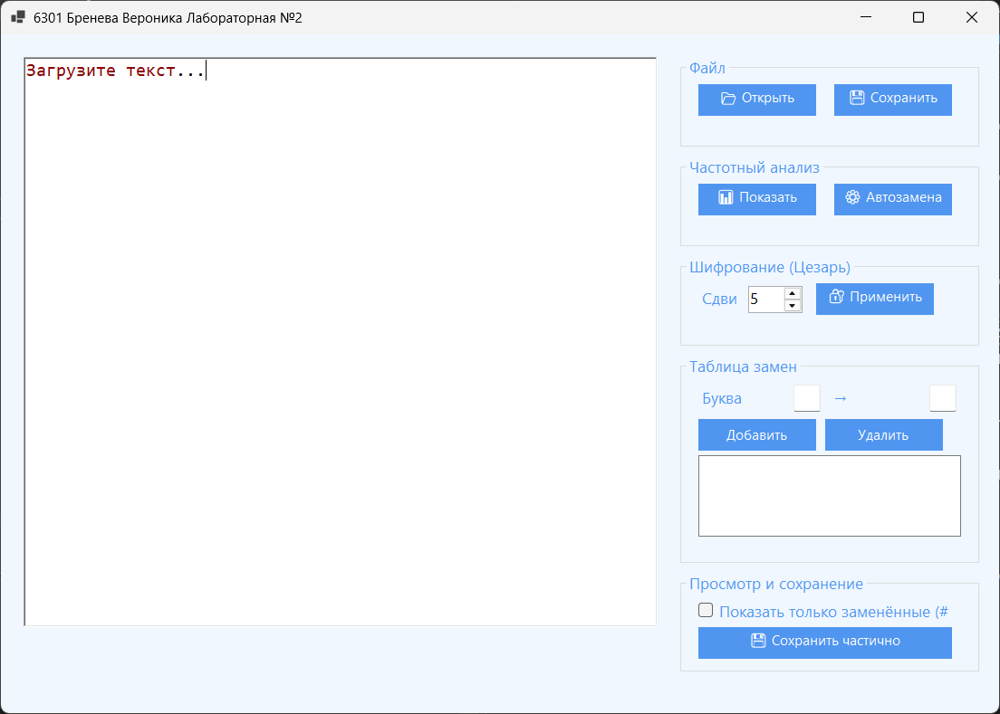 6301 Бренева Вероника Лабораторная №2
Загрузите текст...
Файл
Открыть Сохранить
Частотный анализ
Показать Автозамена
Шифрование (Цезарь)
Сдви 5 Применить
Таблица замен
Буква →
Добавить Удалить
Просмотр и сохранение
Показать только заменённые (#
Сохранить частично